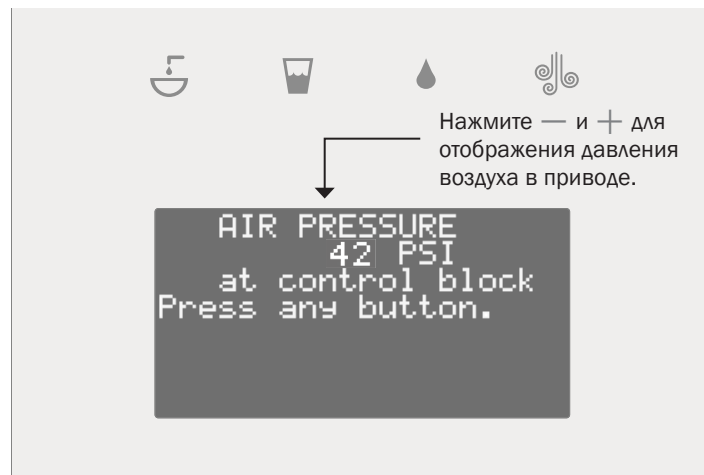 Нажмите — и + для
отображения давления
воздуха в приводе.
AIR PRESSURE
42 PSI
at control block
Press any button.